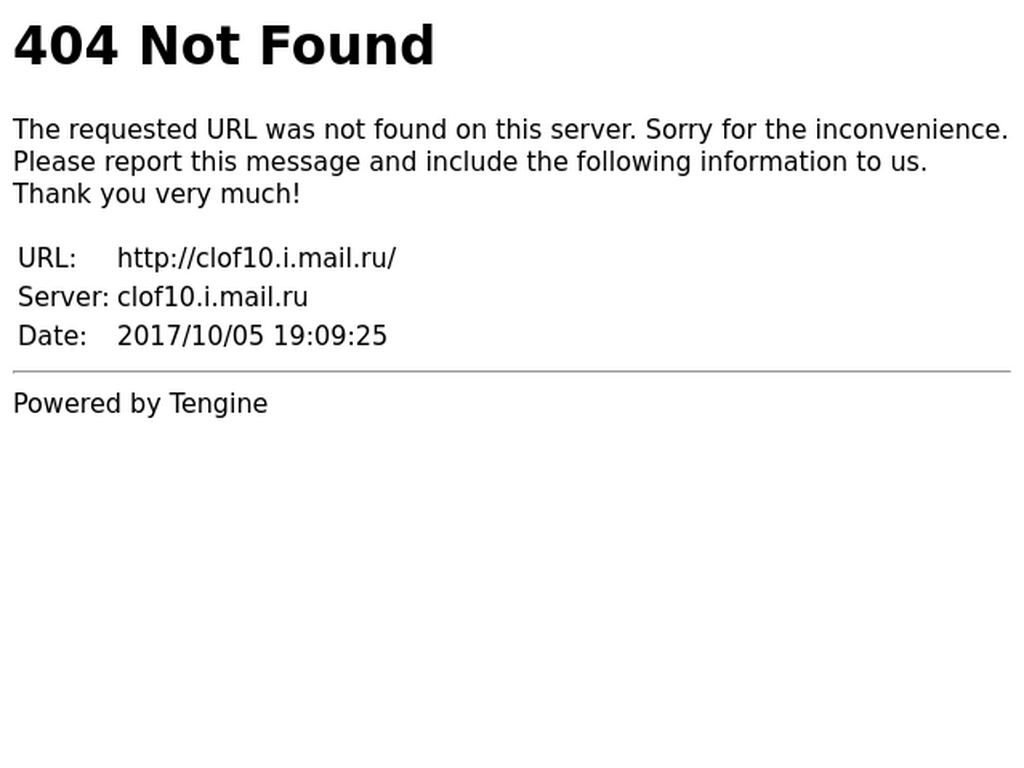 404 Not Found
The requested URL was not found on this server. Sorry for the inconvenience.
Please report this message and include the following information to us.
Thank you very much!
URL: http://clof10.i.mail.ru/
Server: clof10.i.mail.ru
Date: 2017/10/05 19:09:25
Powered by Tengine